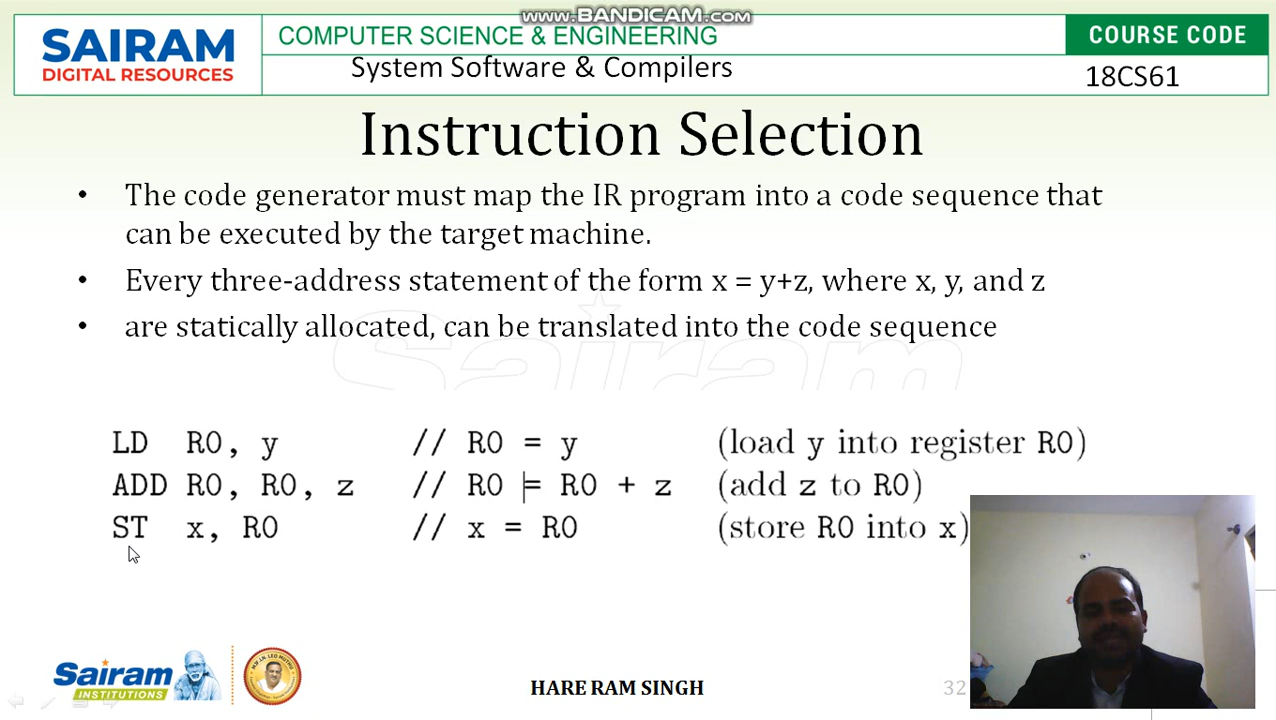 www.BANDICAM.com
SAIRAM
DIGITAL RESOURCES
COMPUTER SCIENCE & ENGINEERING
COURSE CODE
System Software & Compilers
18CS61
Instruction Selection
• The code generator must map the IR program into a code sequence that
can be executed by the target machine.
• Every three-address statement of the form x = y+z, where x, y, and z
• are statically allocated, can be translated into the code sequence
Sairam
LD R0, y // R0 = y (load y into register R0)
ADD R0, R0, z // R0 = R0 + z (add z to R0)
ST x, R0 // x = R0 (store R0 into x)
Sairam
INSTITUTIONS
HARE RAM SINGH
32